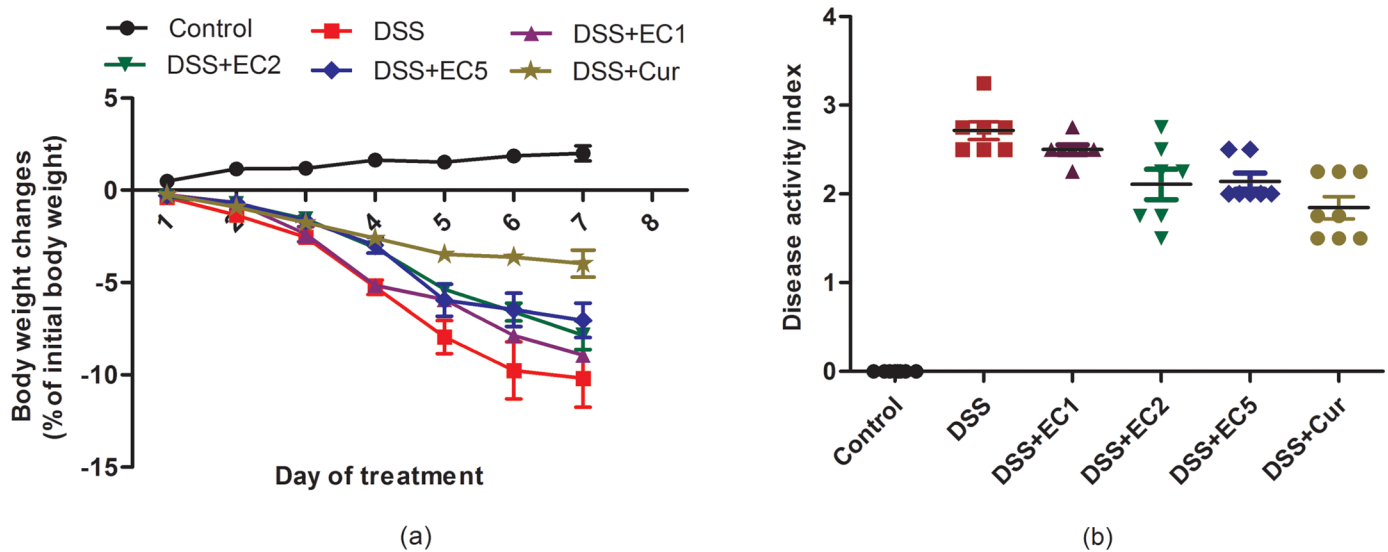 Control
DSS
DSS+EC1
DSS+EC2
DSS+EC5
DSS+Cur
Body weight changes
(% of initial body weight)
5
0
-5
-10
-15
1
2
3
4
5
6
7
8
Day of treatment
(a)
Disease activity index
4
3
2
1
0
Control
DSS
DSS+EC1
DSS+EC2
DSS+EC5
DSS+Cur
(b)